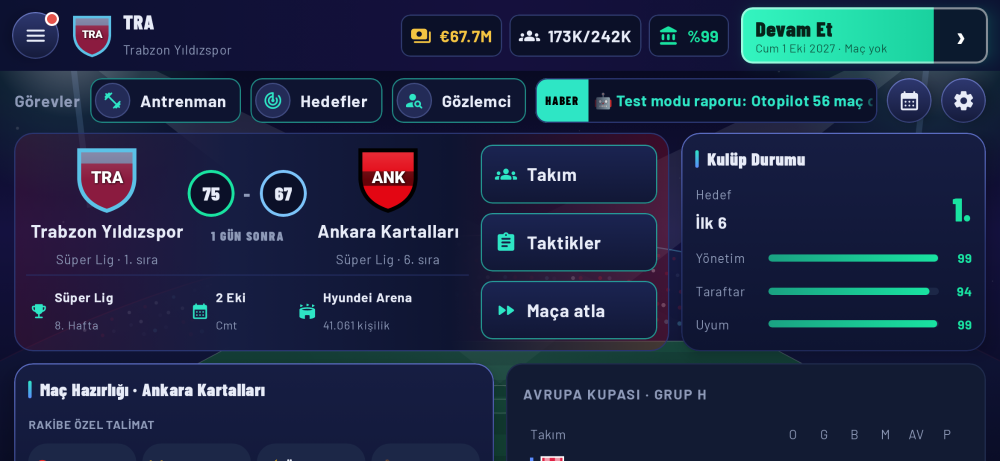 TRA
TRA
Trabzon Yıldızspor
€67.7M
173K/242K
%99
Devam Et
Cum 1 Eki 2027 · Maç yok
Görevler
Antrenman
Hedefler
Gözlemci
HABER
Test modu raporu: Otopilot 56 maç
TRA
75 - 67
ANK
Trabzon Yıldızspor
1 GÜN SONRA
Ankara Kartalları
Süper Lig · 1. sıra
Süper Lig · 6. sıra
Süper Lig
8. Hafta
2 Eki
Cmt
Hyundei Arena
41.061 kişilik
Takım
Taktikler
Maça atla
Kulüp Durumu
Hedef
İlk 6
1.
Yönetim 99
Taraftar 94
Uyum 99
Maç Hazırlığı · Ankara Kartalları
RAKİBE ÖZEL TALİMAT
AVRUPA KUPASI · GRUP H
Takım O G B M AV P